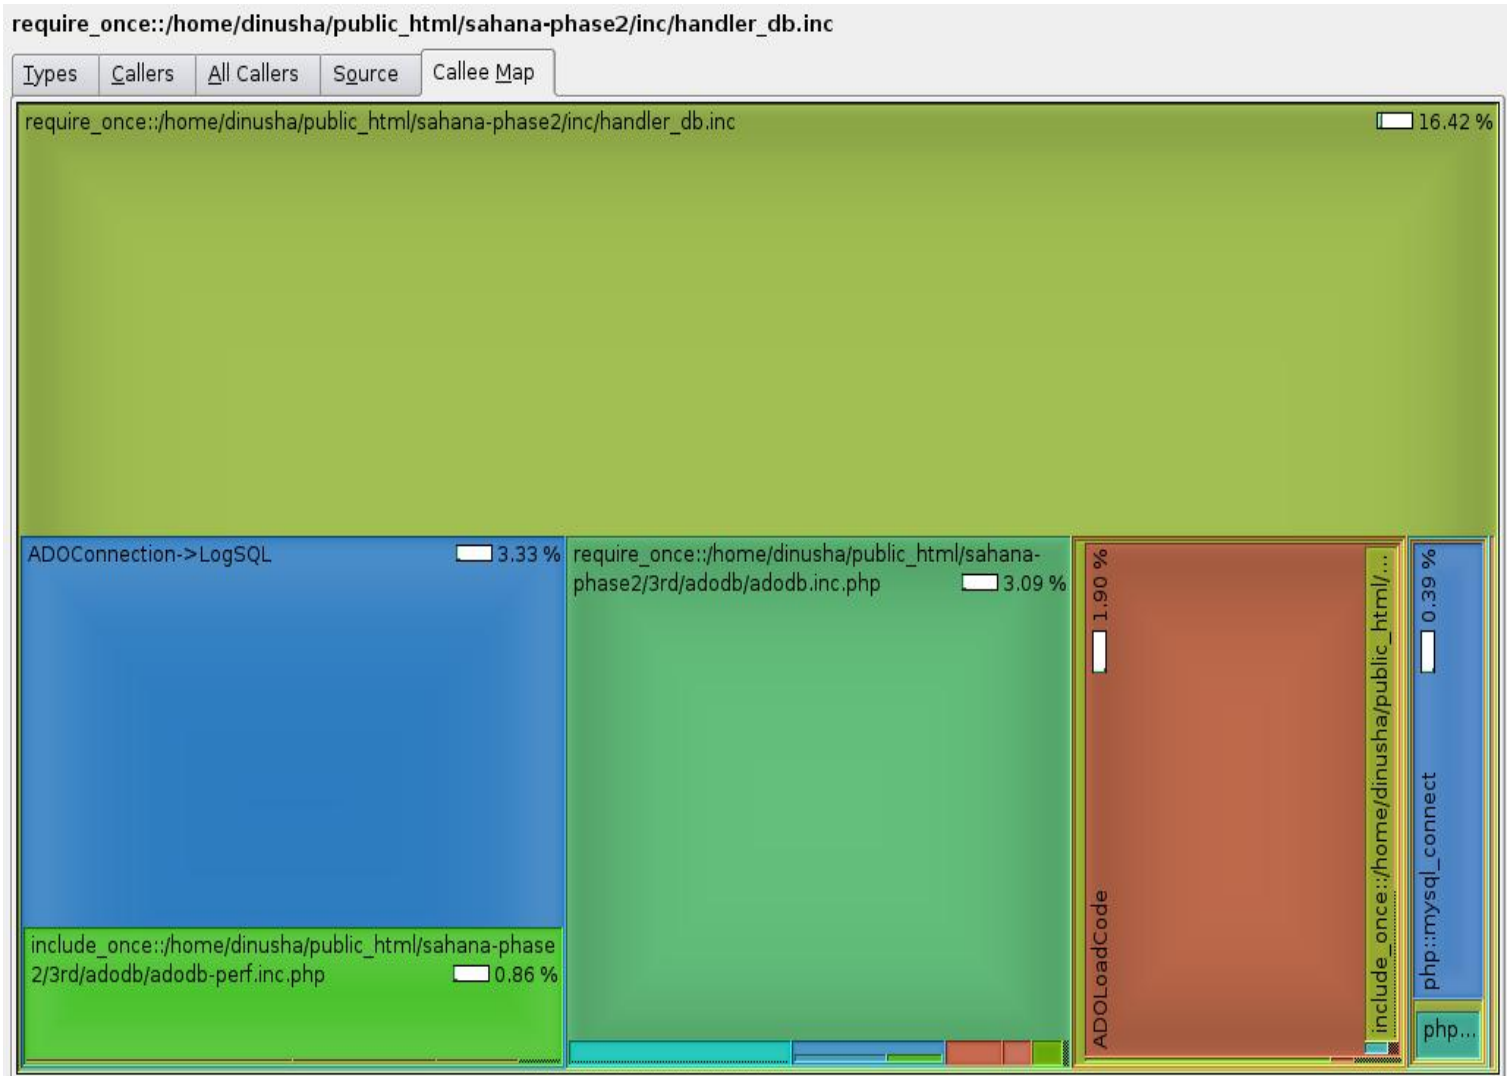 require_once::/home/dinusha/public_html/sahana-phase2/inc/handler_db.inc
Types
Callers
All Callers
Source
Callee Map
require_once::/home/dinusha/public_html/sahana-phase2/inc/handler_db.inc
16.42 %
ADOConnection->LogSQL
3.33 %
include_once::/home/dinusha/public_html/sahana-phase
2/3rd/adodb/adodb-perf.inc.php
0.86 %
require_once::/home/dinusha/public_html/sahana-
phase2/3rd/adodb/adodb.inc.php
3.09 %
ADOLoadCode
1.90 %
include_once::/home/dinusha/public_html/...
php::mysql_connect
0.39 %
php...